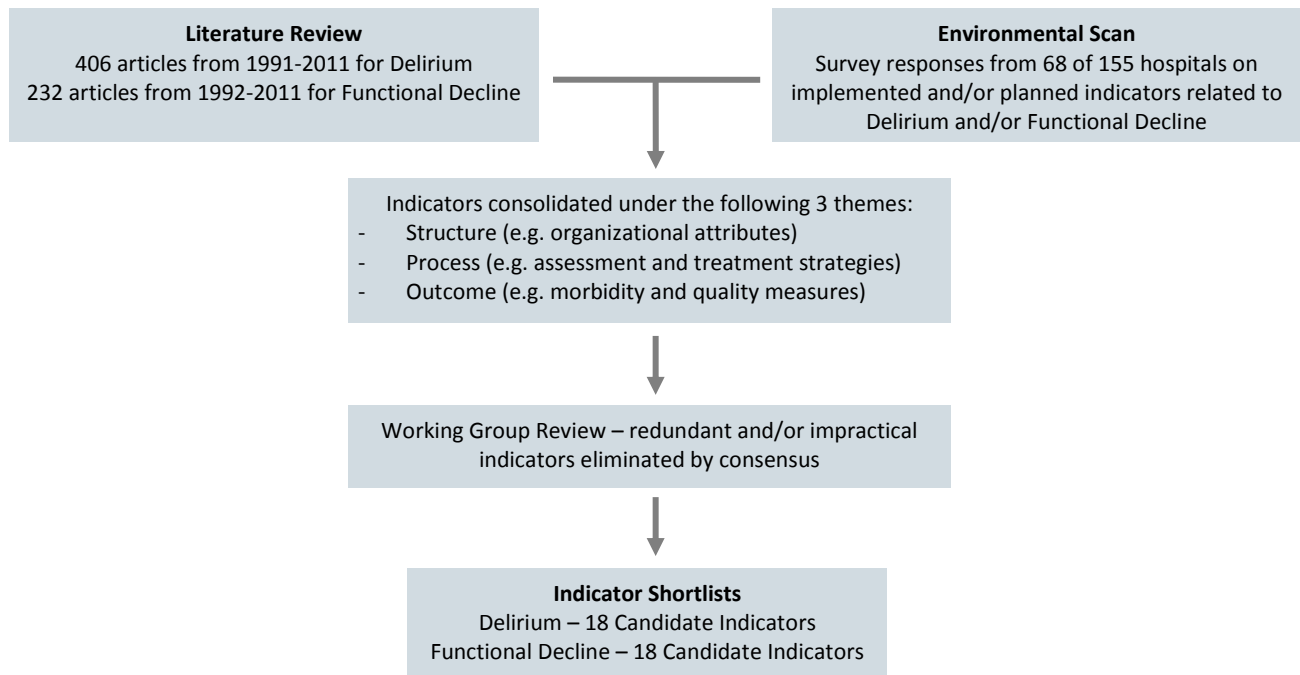 Literature Review
406 articles from 1991-2011 for Delirium
232 articles from 1992-2011 for Functional Decline
Environmental Scan
Survey responses from 68 of 155 hospitals on
implemented and/or planned indicators related to
Delirium and/or Functional Decline
Indicators consolidated under the following 3 themes:
- Structure (e.g. organizational attributes)
- Process (e.g. assessment and treatment strategies)
- Outcome (e.g. morbidity and quality measures)
Working Group Review – redundant and/or impractical
indicators eliminated by consensus
Indicator Shortlists
Delirium – 18 Candidate Indicators
Functional Decline – 18 Candidate Indicators